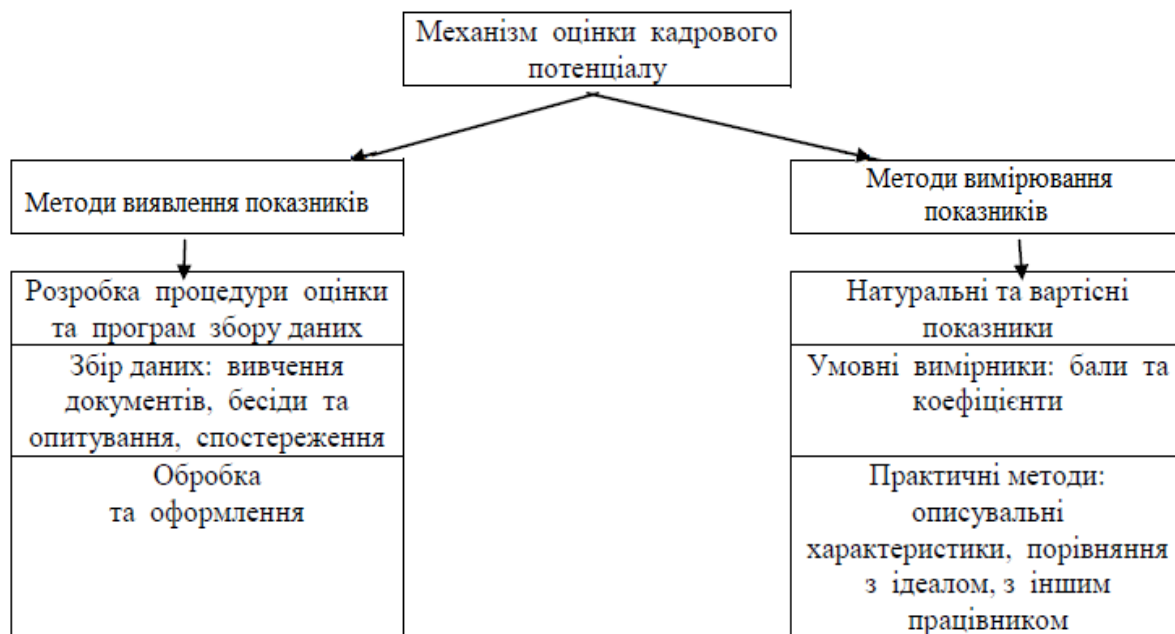 Механізм оцінки кадрового
потенціалу
Методи виявлення показників
Методи вимірювання
показників
Розробка процедури оцінки
та програм збору даних
Збір даних: вивчення
документів, бесіди та
опитування, спостереження
Обробка
та оформлення
Натуральні та вартісні
показники
Умовні вимірники: бали та
коефіцієнти
Практичні методи:
описувальні
характеристики, порівняння
з ідеалом, з іншим
працівником